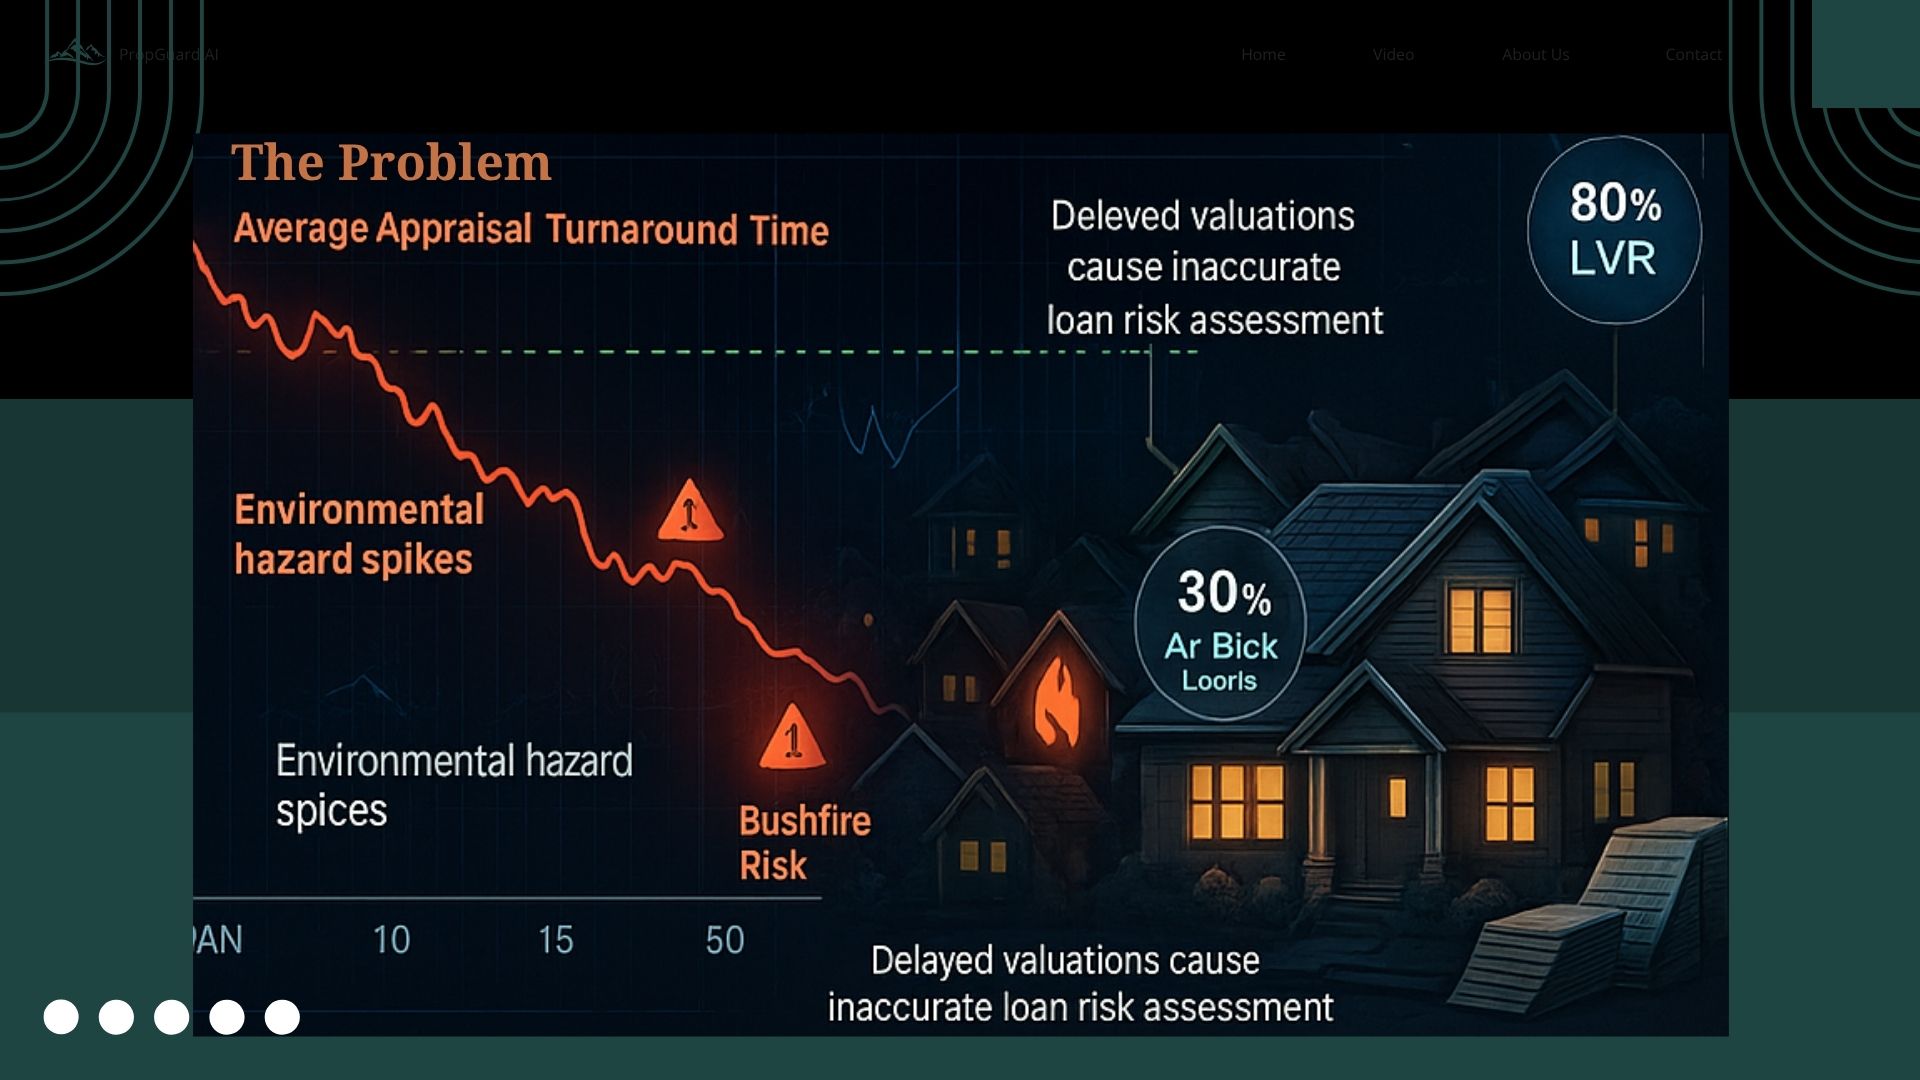 PropGuard AI
Home
Video
About Us
Contact
The Problem
Average Appraisal Turnaround Time
Deleved valuations
cause inaccurate
loan risk assessment
80%
LVR
Environmental
hazard spikes
30%
Ar Bick
Loorls
Environmental hazard
spices
Bushfire
Risk
AN
10
15
50
Delayed valuations cause
inaccurate loan risk assessment